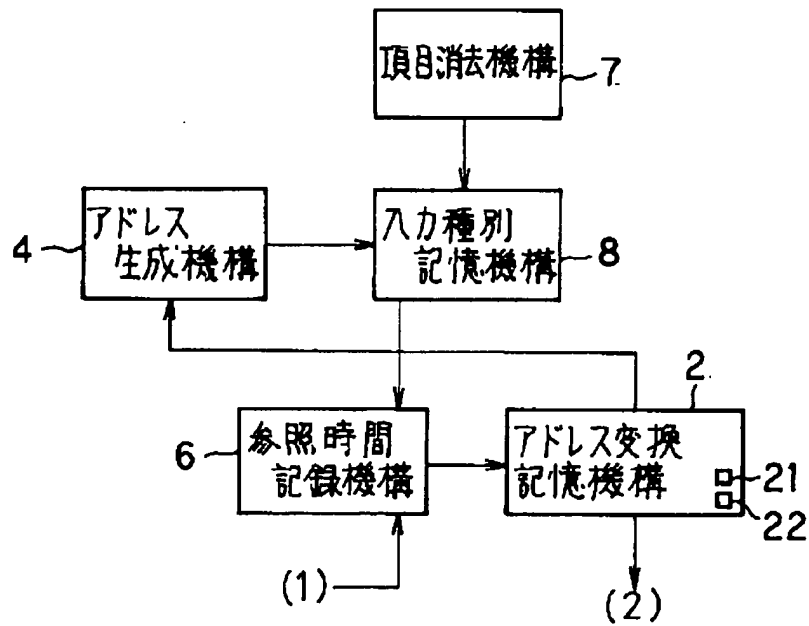 項目消去機構
7
アドレス
生成機構
4
入力種別
記憶機構
8
2
参照時間
記録機構
6
アドレス変換
記憶機構
21
22
(1)
(2)